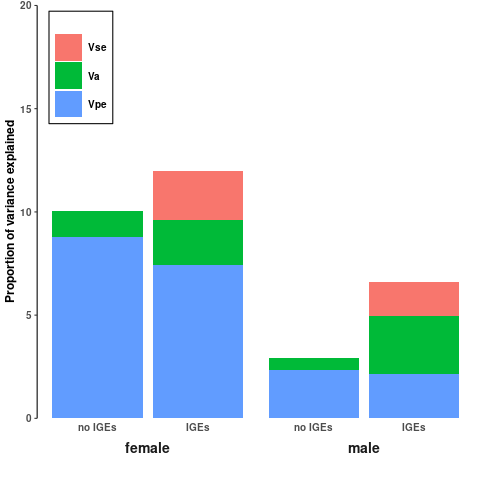 20
15
10
5
0
Proportion of variance explained
Vse
Va
Vpe
no IGEs
IGEs
no IGEs
IGEs
female
male